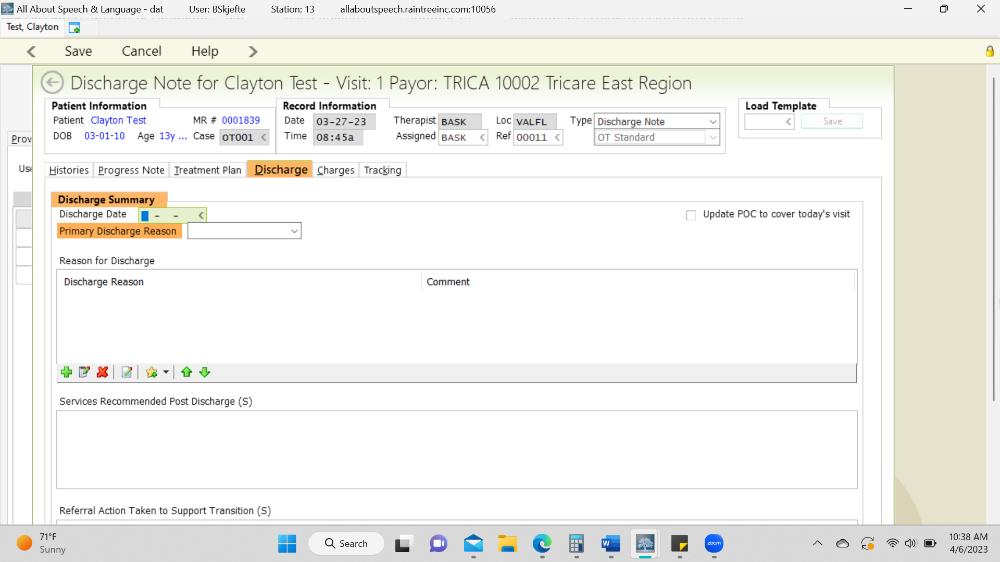 All About Speech & Language - dat User: BSkjefte Station: 13 allaboutspeech.raintreeinc.com:10056
Test, Clayton
Save Cancel Help
Discharge Note for Clayton Test - Visit: 1 Payor: TRICA 10002 Tricare East Region
Patient Information Record Information Load Template
Patient Clayton Test MR # 0001839 Date 03-27-23 Therapist BASK Loc VALFL Type Discharge Note Save
DOB 03-01-10 Age 13y ... Case OT001 Time 08:45a Assigned BASK Ref 00011 OT Standard
Prov
Use
Histories Progress Note Treatment Plan Discharge Charges Tracking
Discharge Summary
Discharge Date - - Update POC to cover today's visit
Primary Discharge Reason
Reason for Discharge
Discharge Reason Comment
Services Recommended Post Discharge (S)
Referral Action Taken to Support Transition (S)
71°F
Sunny
Search
W
zoom
10:38 AM
4/6/2023